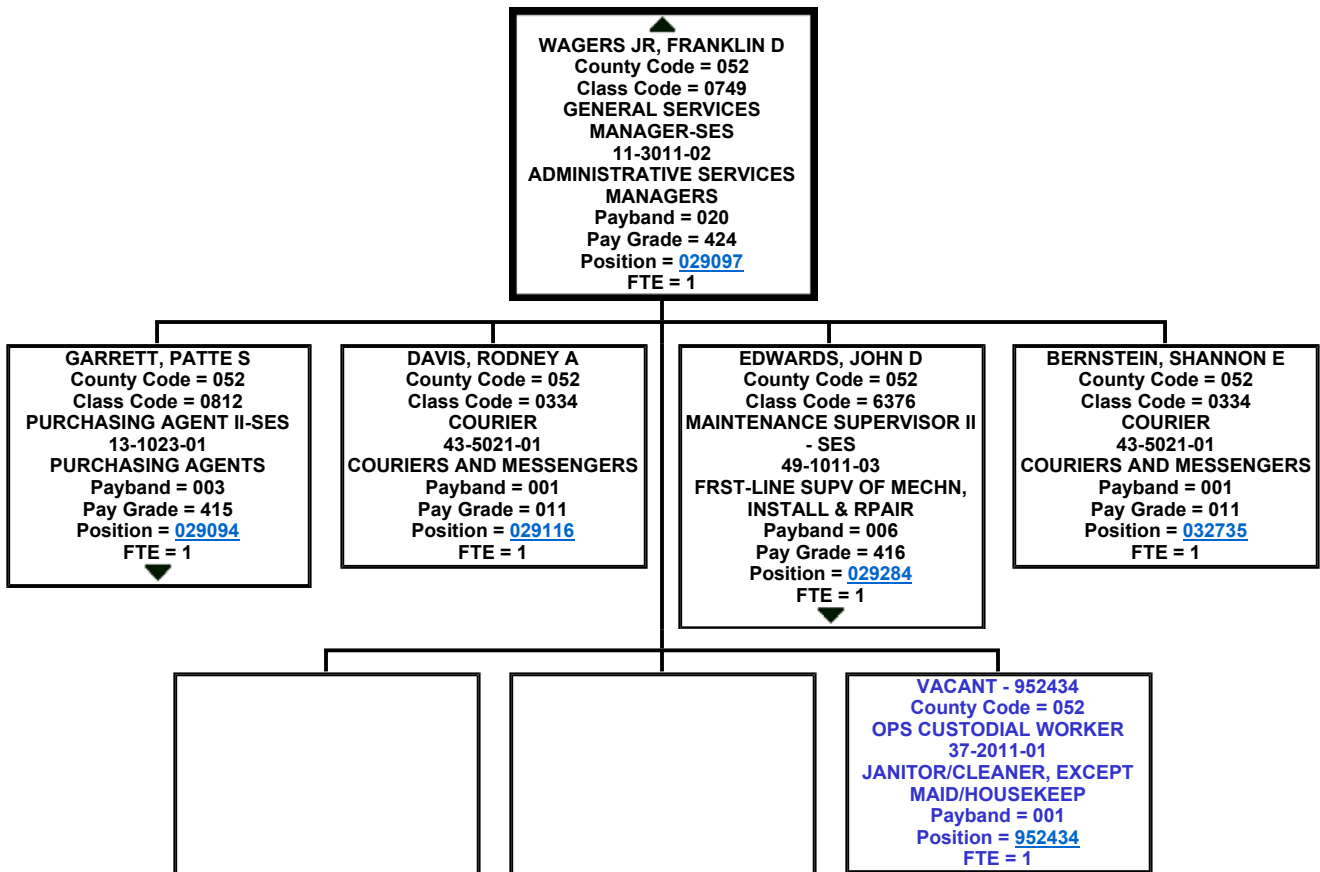 WAGERS JR, FRANKLIN D
County Code = 052
Class Code = 0749
GENERAL SERVICES
MANAGER-SES
11-3011-02
ADMINISTRATIVE SERVICES
MANAGERS
Payband = 020
Pay Grade = 424
Position = 029097
FTE = 1
GARRETT, PATTE S
County Code = 052
Class Code = 0812
PURCHASING AGENT II-SES
13-1023-01
PURCHASING AGENTS
Payband = 003
Pay Grade = 415
Position = 029094
FTE = 1
DAVIS, RODNEY A
County Code = 052
Class Code = 0334
COURIER
43-5021-01
COURIERS AND MESSENGERS
Payband = 001
Pay Grade = 011
Position = 029116
FTE = 1
EDWARDS, JOHN D
County Code = 052
Class Code = 6376
MAINTENANCE SUPERVISOR II
- SES
49-1011-03
FRST-LINE SUPV OF MECHN,
INSTALL & RPAIR
Payband = 006
Pay Grade = 416
Position = 029284
FTE = 1
BERNSTEIN, SHANNON E
County Code = 052
Class Code = 0334
COURIER
43-5021-01
COURIERS AND MESSENGERS
Payband = 001
Pay Grade = 011
Position = 032735
FTE = 1
VACANT - 952434
County Code = 052
OPS CUSTODIAL WORKER
37-2011-01
JANITOR/CLEANER, EXCEPT
MAID/HOUSEKEEP
Payband = 001
Position = 952434
FTE = 1